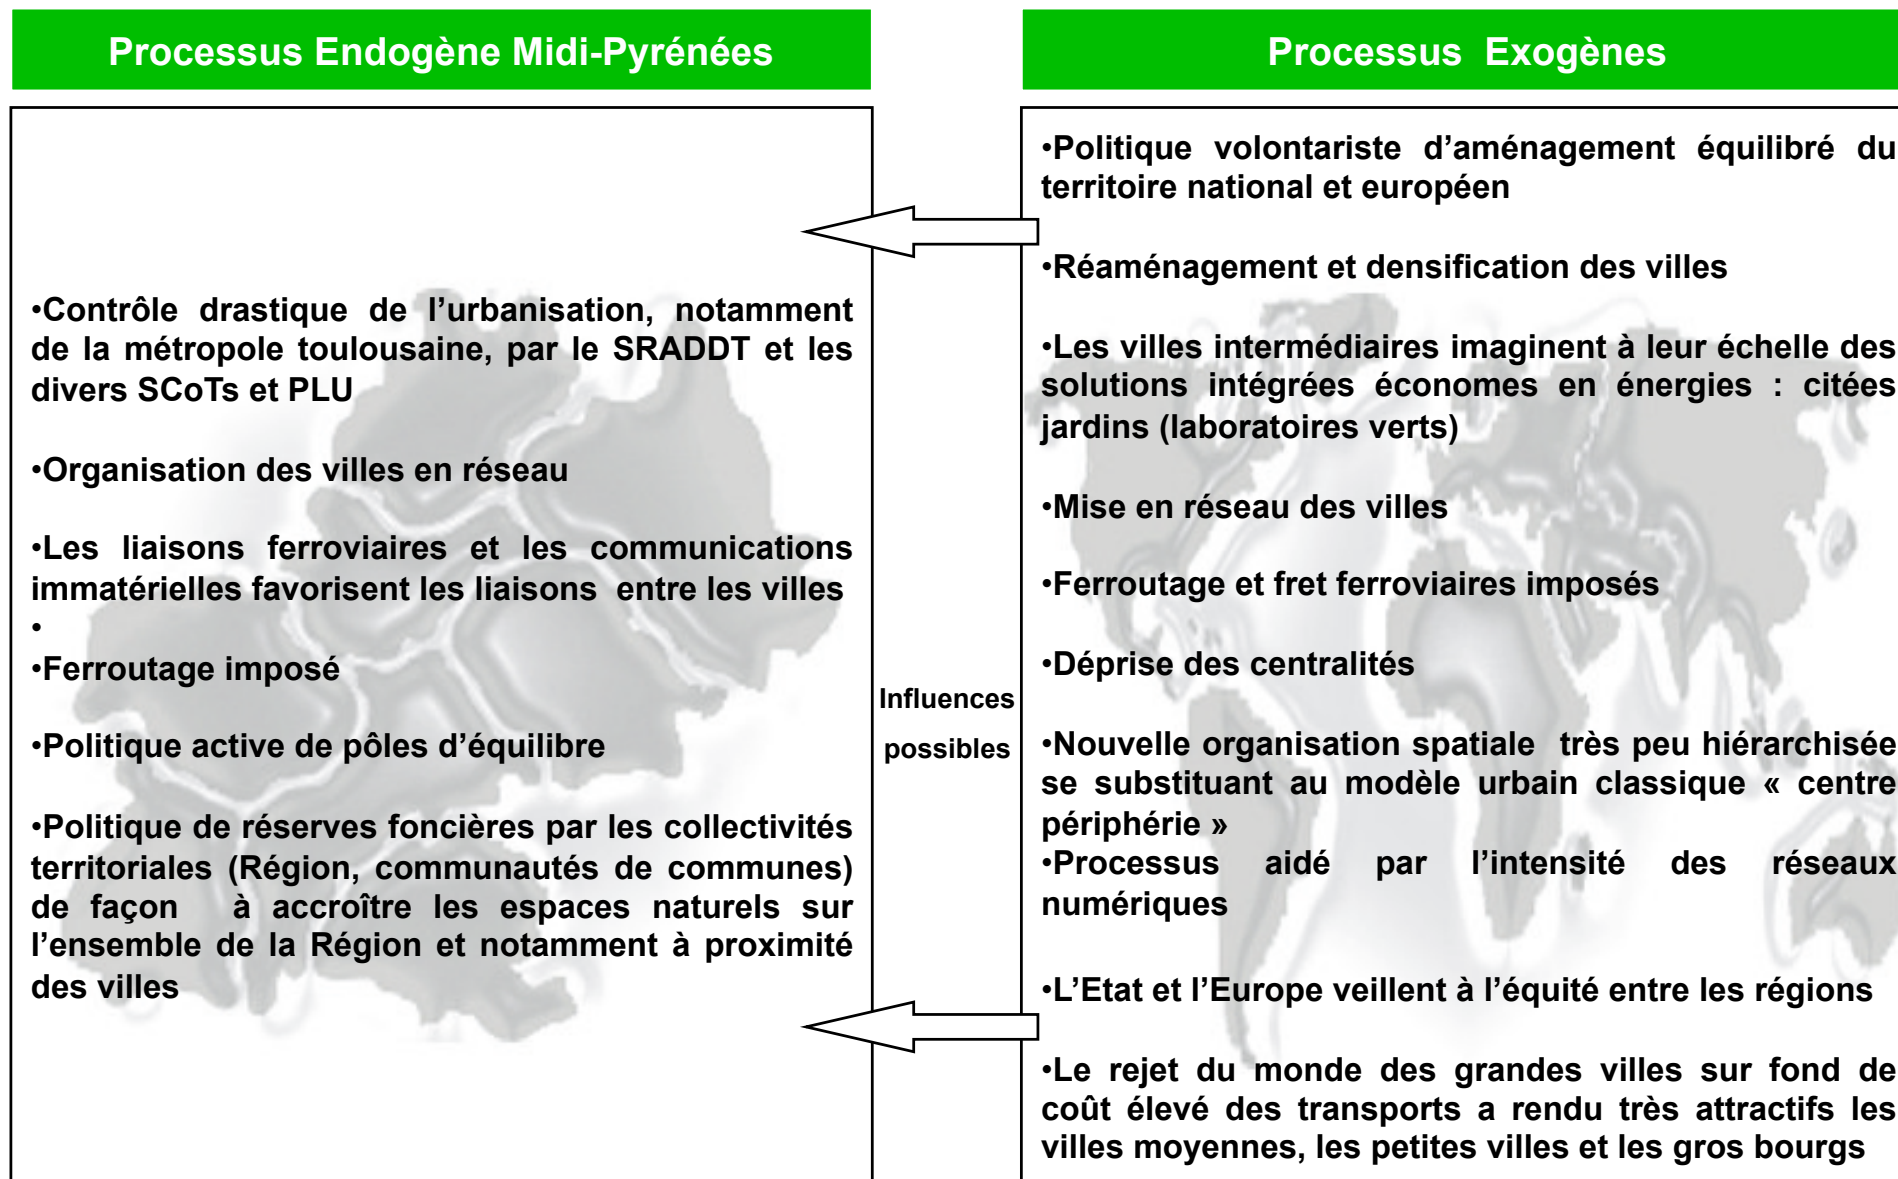 Processus Endogène Midi-Pyrénées
•Contrôle drastique de l’urbanisation, notamment
de la métropole toulousaine, par le SRADDT et les
divers SCoTs et PLU
•Organisation des villes en réseau
•Les liaisons ferroviaires et les communications
immatérielles favorisent les liaisons entre les villes
•
•Ferroutage imposé
•Politique active de pôles d’équilibre
•Politique de réserves foncières par les collectivités
territoriales (Région, communautés de communes)
de façon à accroître les espaces naturels sur
l’ensemble de la Région et notamment à proximité
des villes
Influences
possibles
Processus Exogènes
•Politique volontariste d’aménagement équilibré du
territoire national et européen
•Réaménagement et densification des villes
•Les villes intermédiaires imaginent à leur échelle des
solutions intégrées économes en énergies : citées
jardins (laboratoires verts)
•Mise en réseau des villes
•Ferroutage et fret ferroviaires imposés
•Déprise des centralités
•Nouvelle organisation spatiale très peu hiérarchisée
se substituant au modèle urbain classique « centre
périphérie »
•Processus aidé par l’intensité des réseaux
numériques
•L’Etat et l’Europe veillent à l’équité entre les régions
•Le rejet du monde des grandes villes sur fond de
coût élevé des transports a rendu très attractifs les
villes moyennes, les petites villes et les gros bourgs